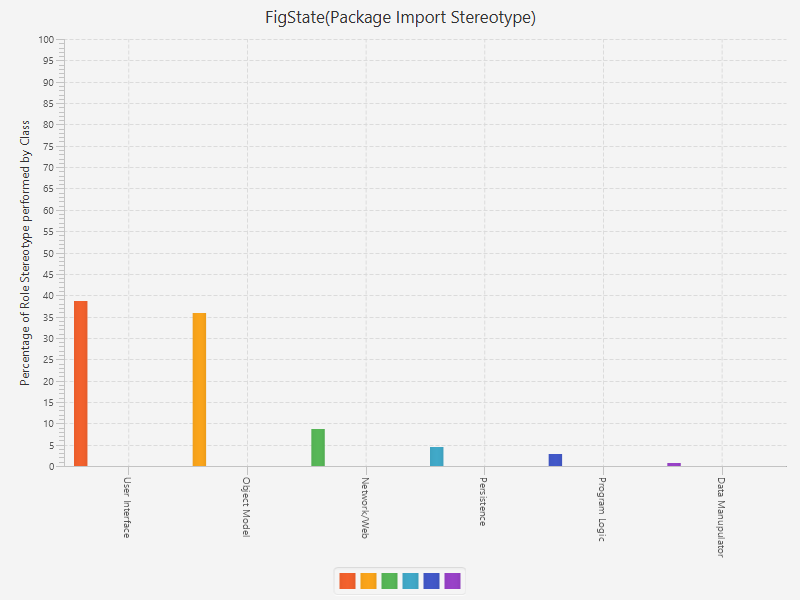 FigState(Package Import Stereotype)
Percentage of Role Stereotype performed by Class
100
95
90
85
80
75
70
65
60
55
50
45
40
35
30
25
20
15
10
5
0
User Interface
Object Model
Network/Web
Persistence
Program Logic
Data Manupulator